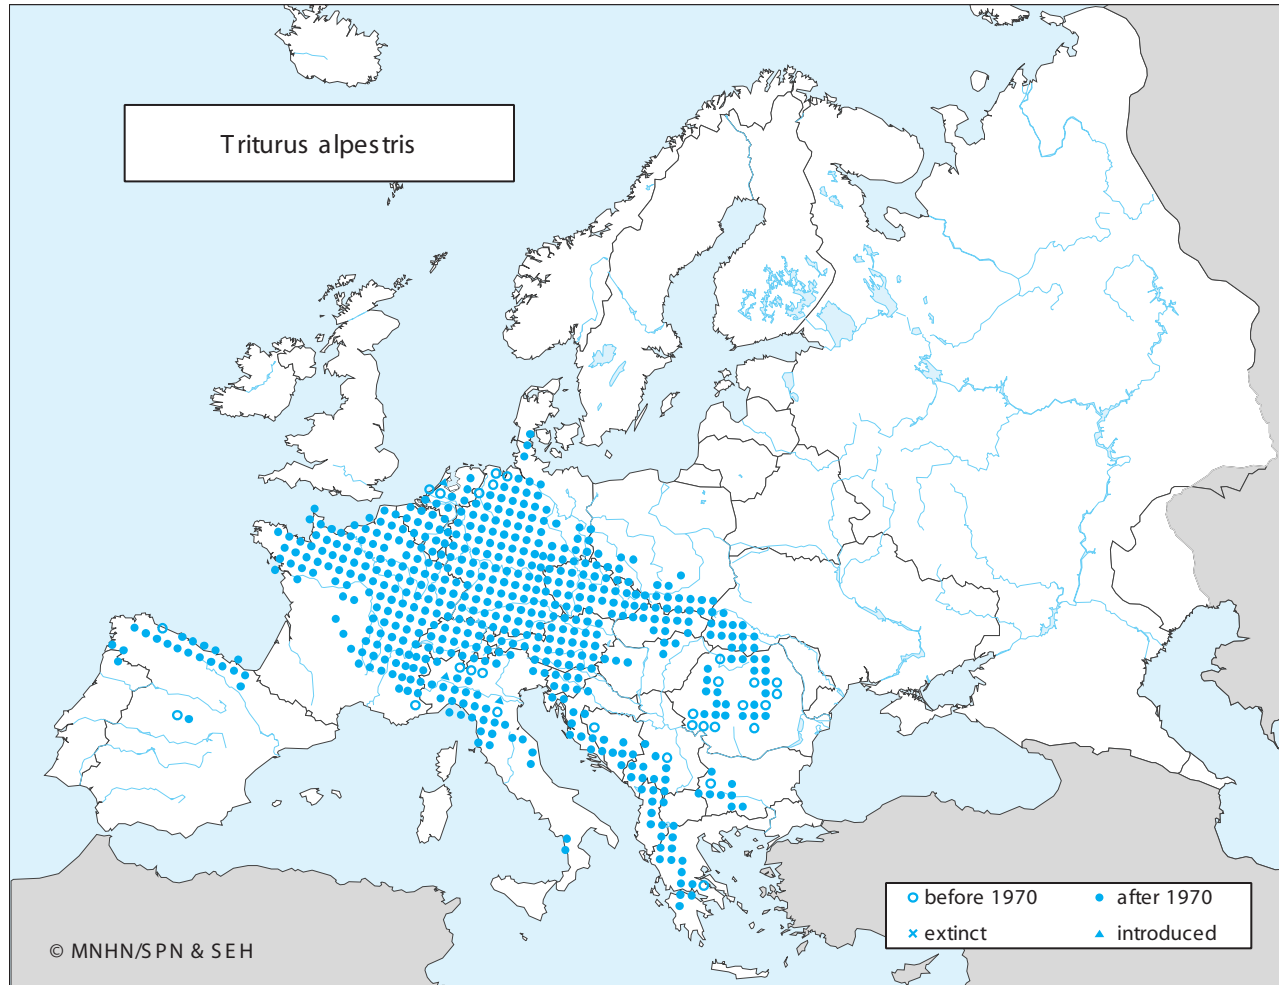 Triturus alpestris
before 1970
after 1970
extinct
introduced
© MNHN/SPN & SEH